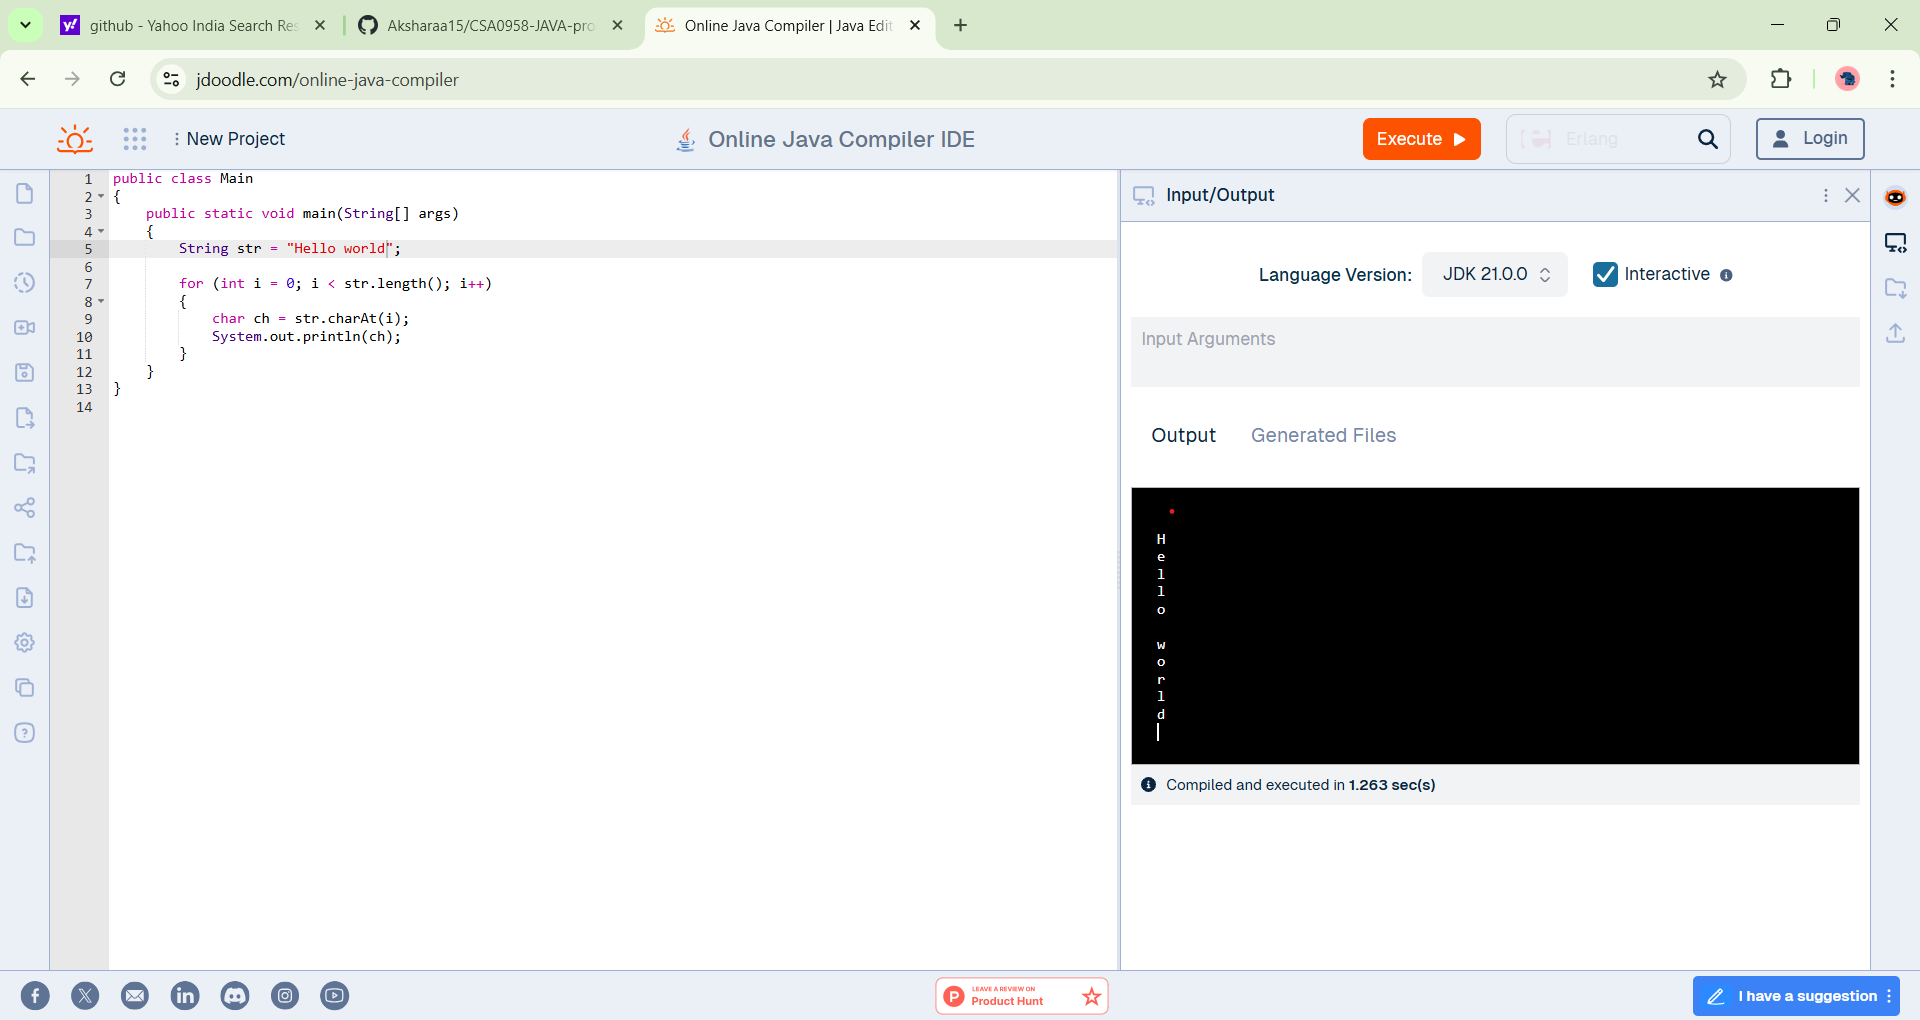 github - Yahoo India Search Res
Aksharaa15/CSA0958-JAVA-pro
Online Java Compiler | Java Edit
jdoodle.com/online-java-compiler
New Project
Online Java Compiler IDE
Execute
Erlang
Login
1 public class Main
2 {
3 public static void main(String[] args)
4 {
5 String str = "Hello world";
6
7 for (int i = 0; i < str.length(); i++)
8 {
9 char ch = str.charAt(i);
10 System.out.println(ch);
11 }
12 }
13 }
14
Input/Output
Language Version:
JDK 21.0.0
Interactive
Input Arguments
Output
Generated Files
H
e
l
l
o
w
o
r
l
d
Compiled and executed in 1.263 sec(s)
LEAVE A REVIEW ON
Product Hunt
I have a suggestion